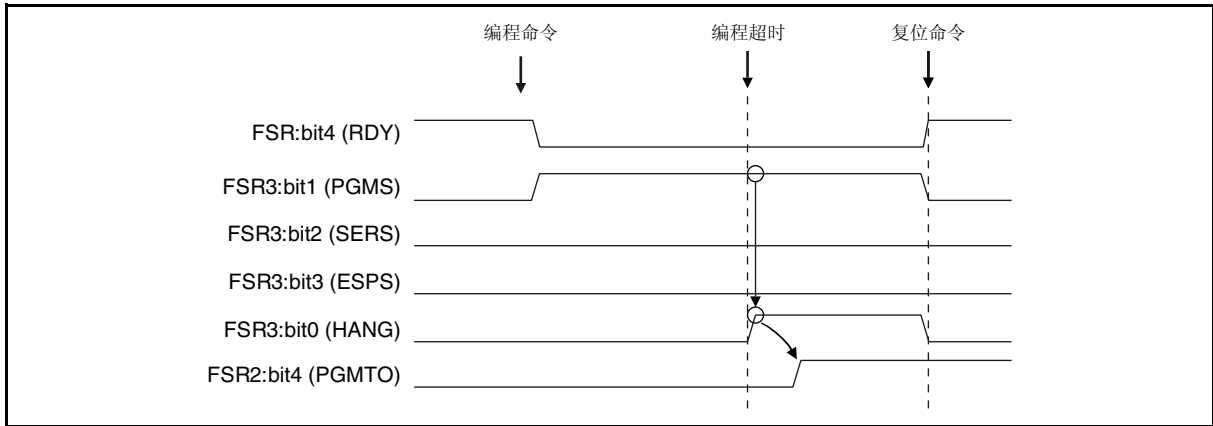 编程命令 编程超时 复位命令
FSR:bit4 (RDY)
FSR3:bit1 (PGMS)
FSR3:bit2 (SERS)
FSR3:bit3 (ESPS)
FSR3:bit0 (HANG)
FSR2:bit4 (PGMTO)